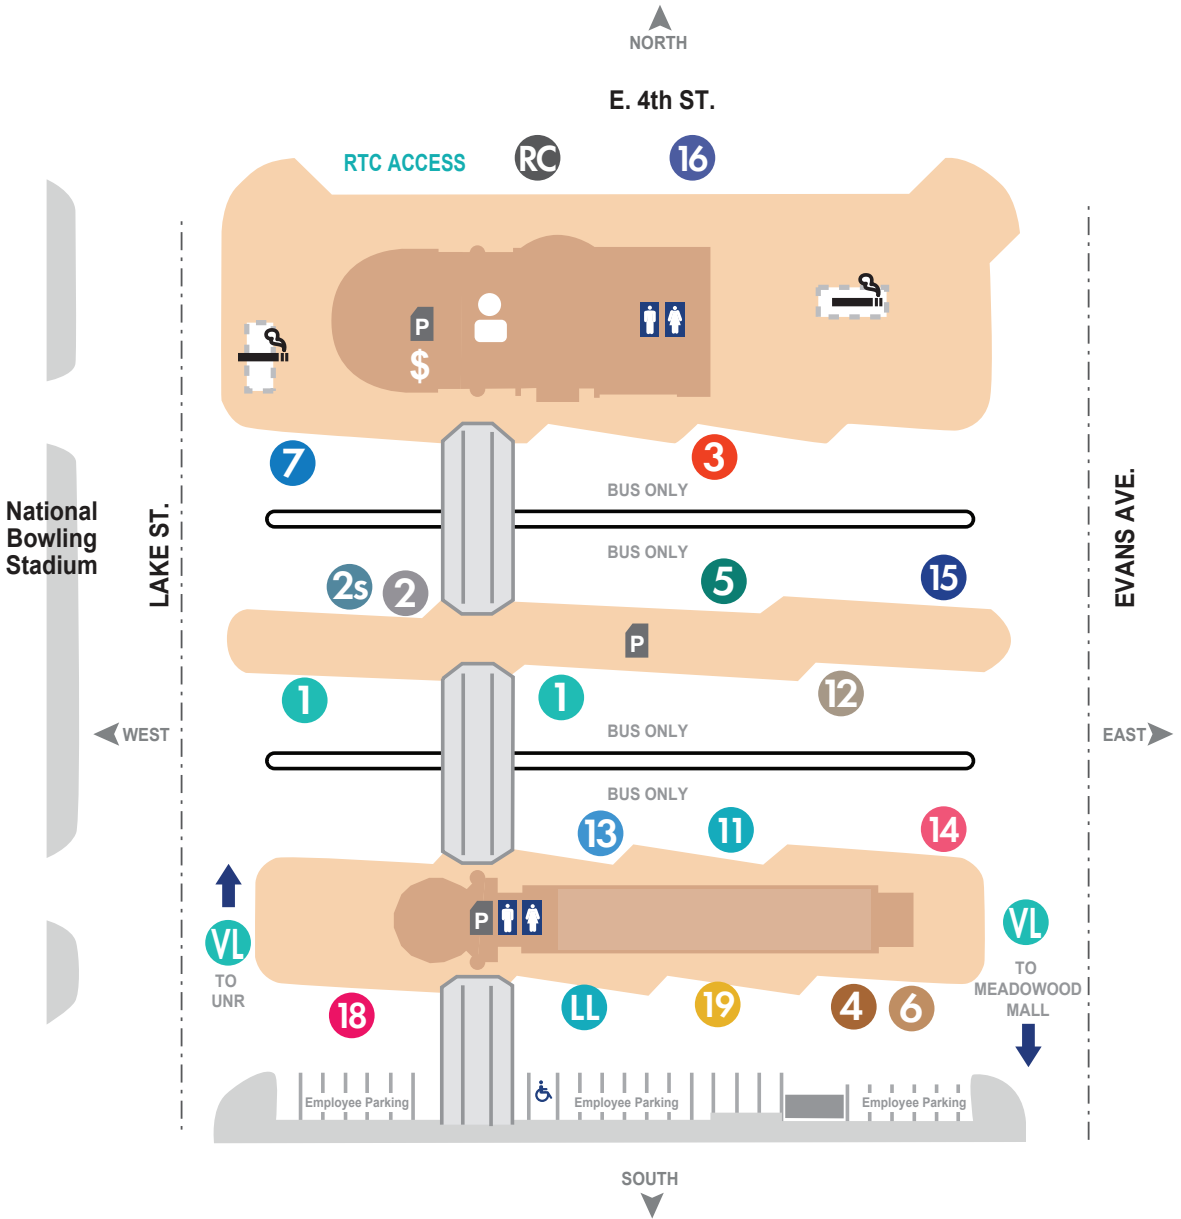 NORTH
E. 4th ST.
RTC ACCESS
RC
16
P
$
7
3
BUS ONLY
National
Bowling
Stadium
LAKE ST.
EVANS AVE.
BUS ONLY
2s
2
5
15
P
1
1
12
WEST
BUS ONLY
EAST
BUS ONLY
13
11
14
P
VL
TO
UNR
VL
TO
MEADOWOOD
MALL
18
LL
19
4
6
Employee Parking
Employee Parking
Employee Parking
SOUTH